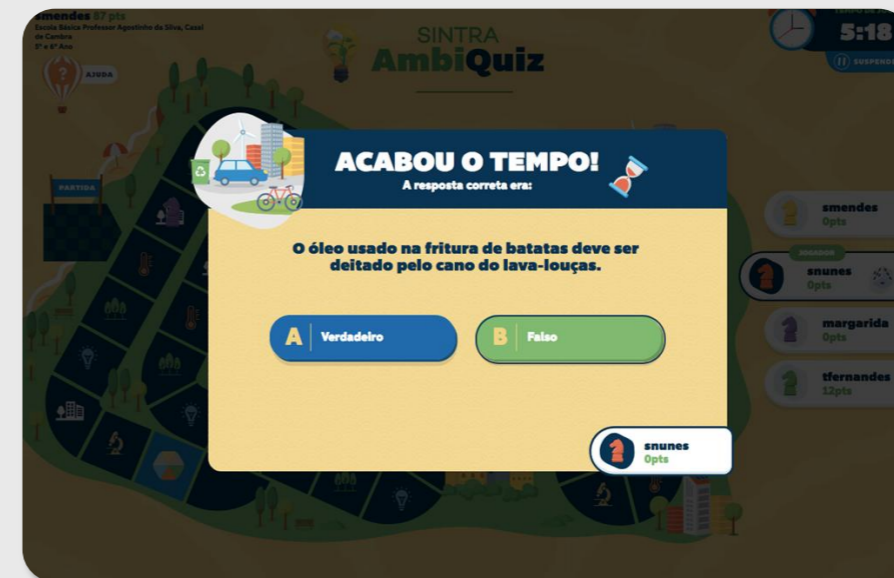 smendes 87 pts
Escola Básica Professor Agostinho da Silva, Casal
de Cambra
5º e 6º Ano
AJUDA
SINTRA
AmbiQuiz
5:18
SUSPENDE
PARTIDA
ACABOU O TEMPO!
A resposta correta era:
O óleo usado na fritura de batatas deve ser
deitado pelo cano do lava-louças.
A Verdadeiro
B Falso
snunes
0pts
smendes
0pts
JOGADOR
snunes
0pts
margarida
0pts
tfernandes
12pts